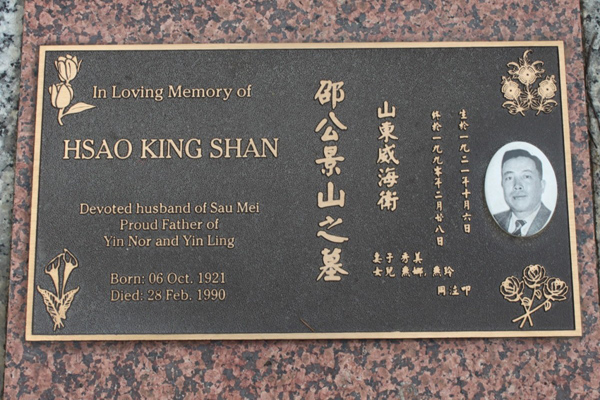 In Loving Memory of
HSAO KING SHAN
Devoted husband of Sau Mei
Proud Father of
Yin Nor and Yin Ling
Born: 06 Oct. 1921
Died: 28 Feb. 1990
生於一九二一年十月六日
終於一九九〇年二月廿八日
山東威海衛
邵公景山之墓
妻子 秀美
女兒 燕娜、燕玲
同泣叩